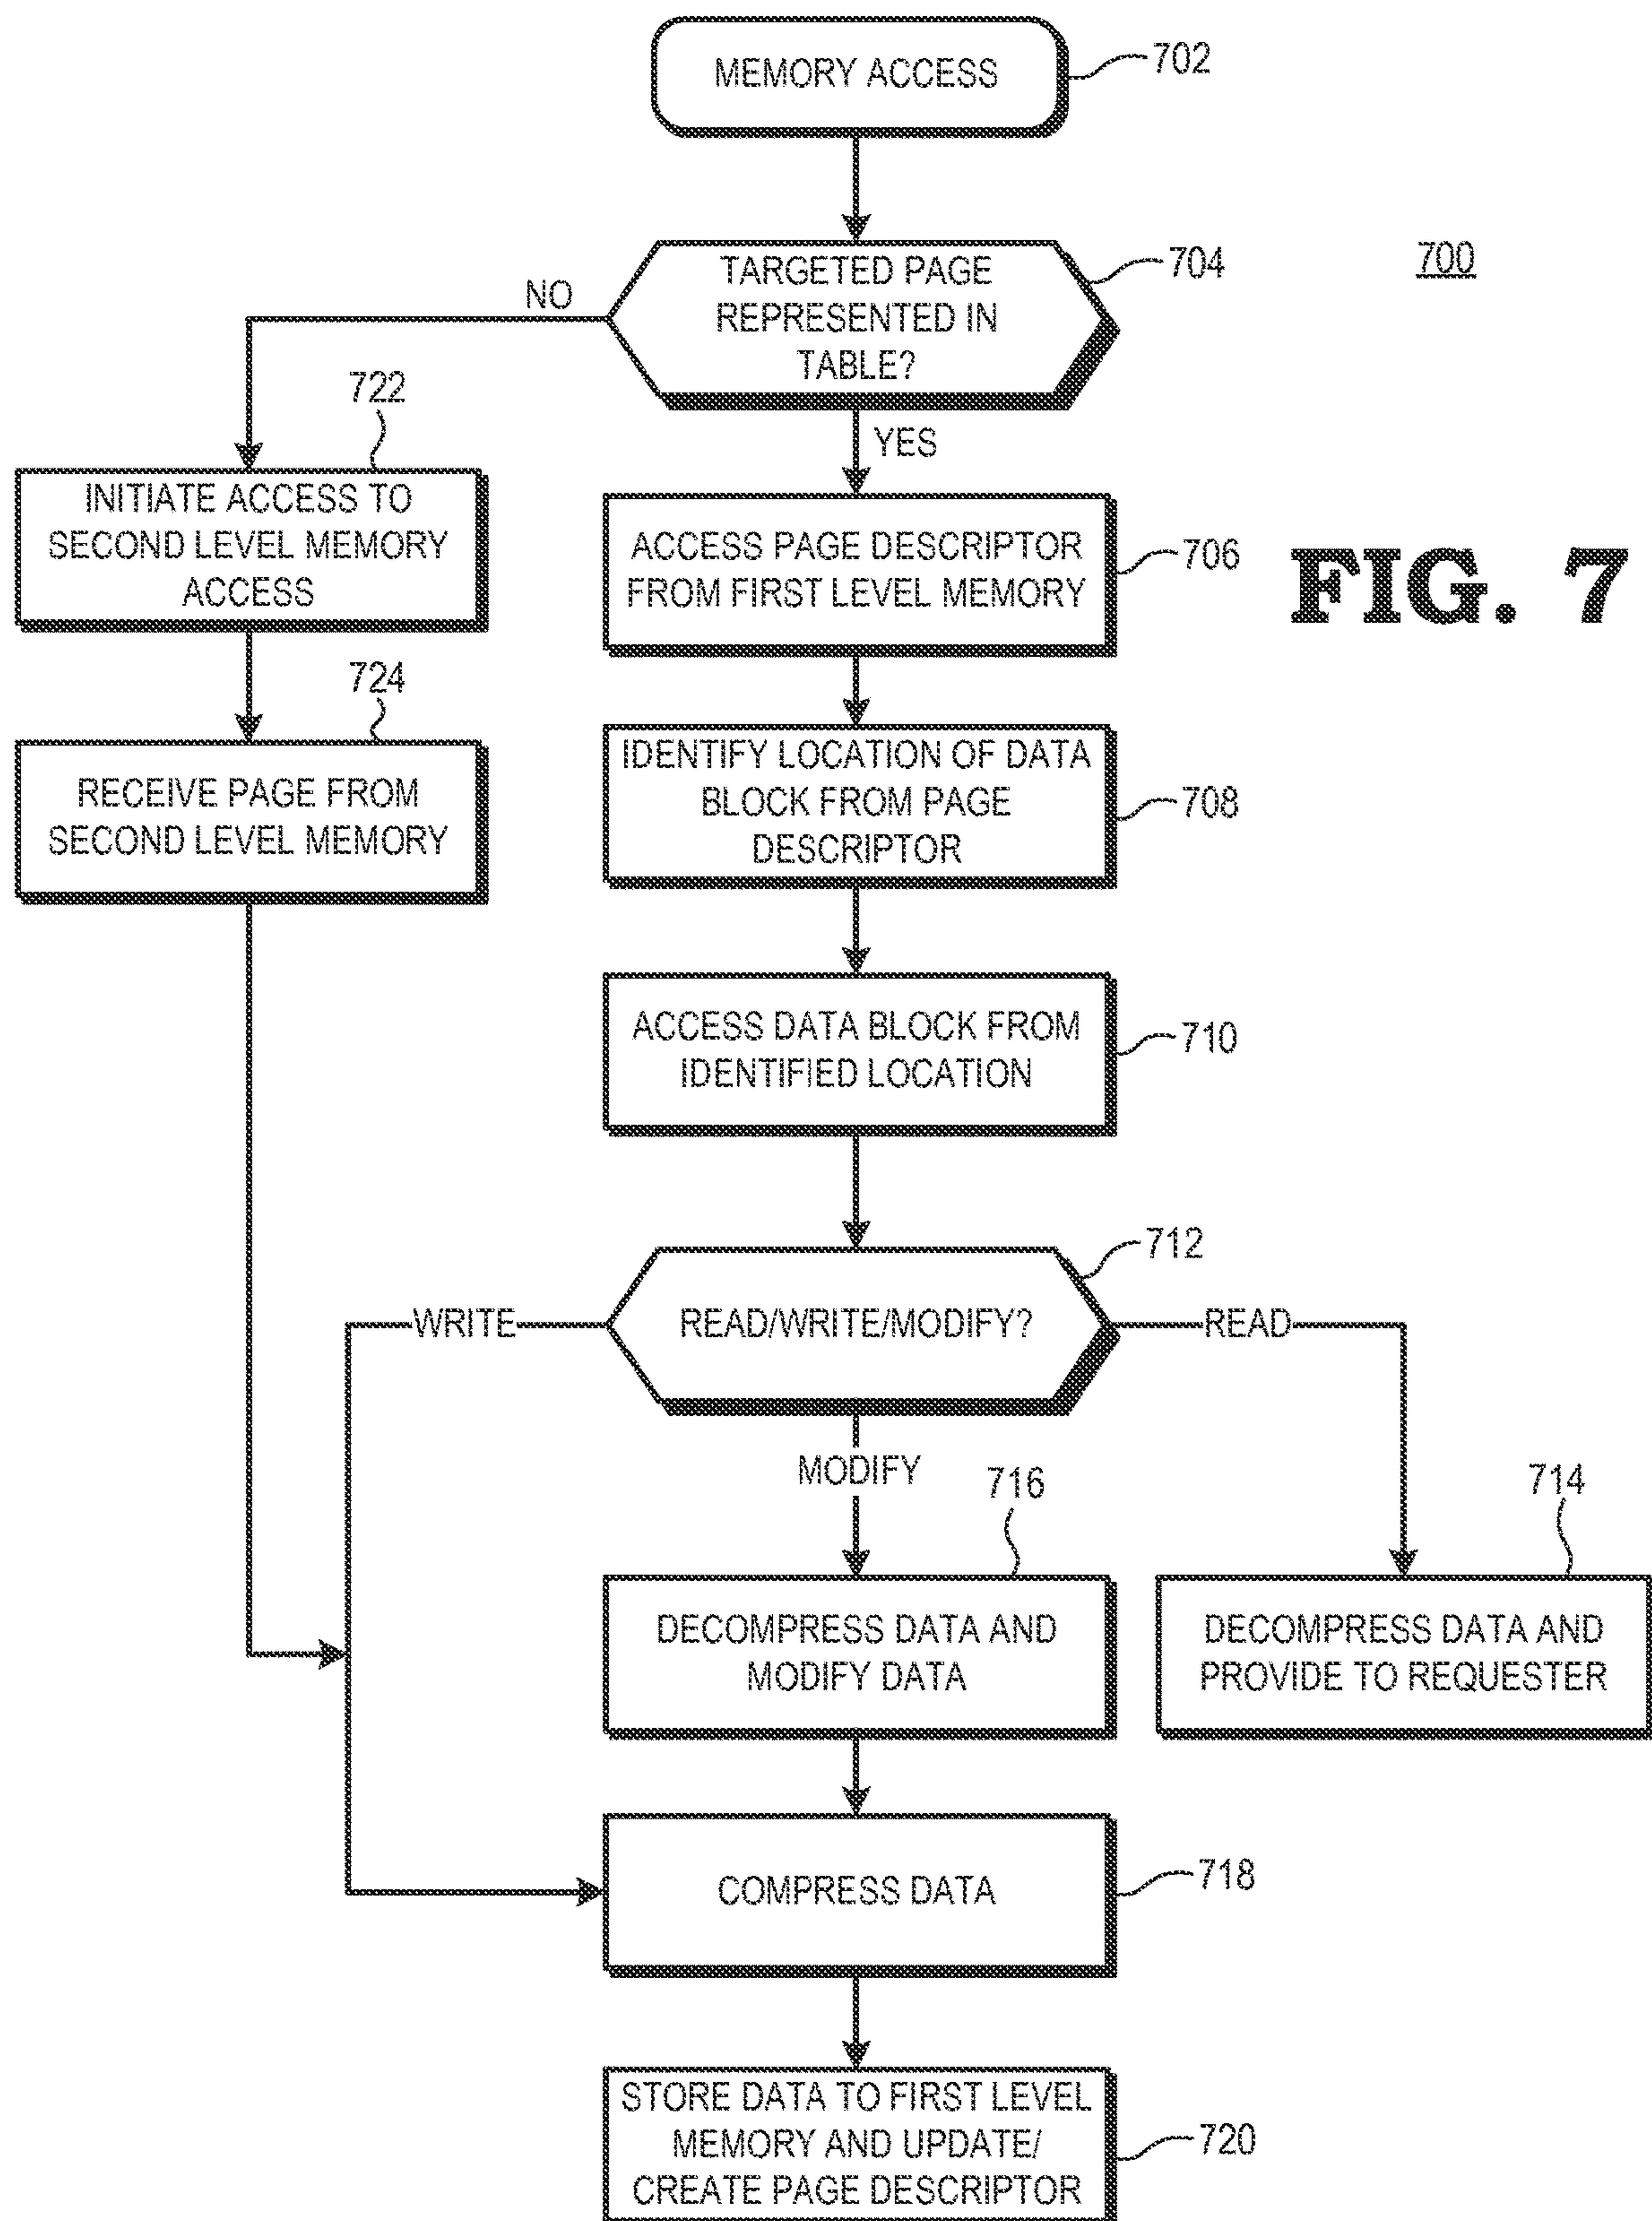 MEMORY ACCESS
702
TARGETED PAGE
REPRESENTED IN
TABLE?
704
700
NO
YES
722
INITIATE ACCESS TO
SECOND LEVEL MEMORY
ACCESS
ACCESS PAGE DESCRIPTOR
FROM FIRST LEVEL MEMORY
706
FIG. 7
724
RECEIVE PAGE FROM
SECOND LEVEL MEMORY
IDENTIFY LOCATION OF DATA
BLOCK FROM PAGE
DESCRIPTOR
708
ACCESS DATA BLOCK FROM
IDENTIFIED LOCATION
710
712
WRITE
READ/WRITE/MODIFY?
READ
MODIFY
716
714
DECOMPRESS DATA AND
MODIFY DATA
DECOMPRESS DATA AND
PROVIDE TO REQUESTER
COMPRESS DATA
718
STORE DATA TO FIRST LEVEL
MEMORY AND UPDATE/
CREATE PAGE DESCRIPTOR
720